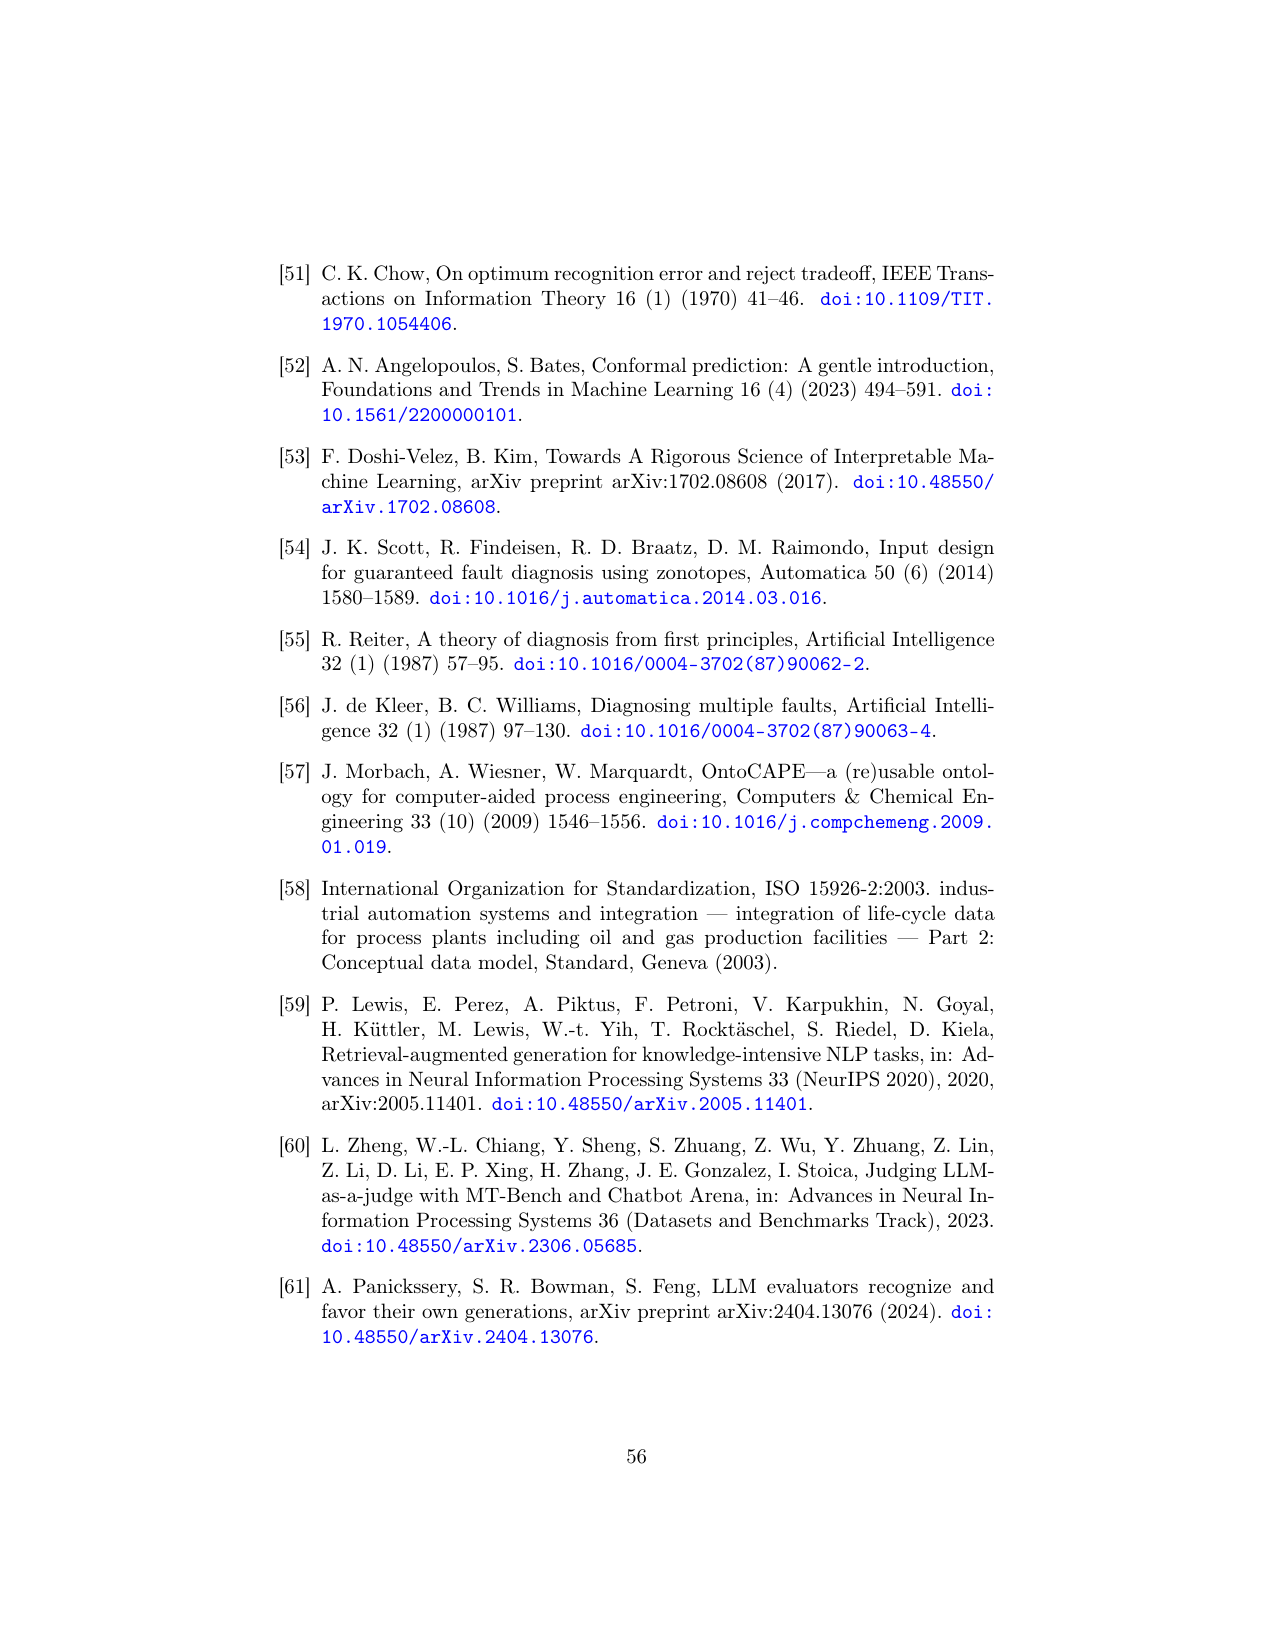 [51] C. K. Chow, On optimum recognition error and reject tradeoff, IEEE Trans-
actions on Information Theory 16 (1) (1970) 41–46. doi:10.1109/TIT.
1970.1054406.
[52] A. N. Angelopoulos, S. Bates, Conformal prediction: A gentle introduction,
Foundations and Trends in Machine Learning 16 (4) (2023) 494–591. doi:
10.1561/2200000101.
[53] F. Doshi-Velez, B. Kim, Towards A Rigorous Science of Interpretable Ma-
chine Learning, arXiv preprint arXiv:1702.08608 (2017). doi:10.48550/
arXiv.1702.08608.
[54] J. K. Scott, R. Findeisen, R. D. Braatz, D. M. Raimondo, Input design
for guaranteed fault diagnosis using zonotopes, Automatica 50 (6) (2014)
1580–1589. doi:10.1016/j.automatica.2014.03.016.
[55] R. Reiter, A theory of diagnosis from first principles, Artificial Intelligence
32 (1) (1987) 57–95. doi:10.1016/0004-3702(87)90062-2.
[56] J. de Kleer, B. C. Williams, Diagnosing multiple faults, Artificial Intelli-
gence 32 (1) (1987) 97–130. doi:10.1016/0004-3702(87)90063-4.
[57] J. Morbach, A. Wiesner, W. Marquardt, OntoCAPE—a (re)usable ontol-
ogy for computer-aided process engineering, Computers & Chemical En-
gineering 33 (10) (2009) 1546–1556. doi:10.1016/j.compchemeng.2009.
01.019.
[58] International Organization for Standardization, ISO 15926-2:2003. indus-
trial automation systems and integration — integration of life-cycle data
for process plants including oil and gas production facilities — Part 2:
Conceptual data model, Standard, Geneva (2003).
[59] P. Lewis, E. Perez, A. Piktus, F. Petroni, V. Karpukhin, N. Goyal,
H. Küttler, M. Lewis, W.-t. Yih, T. Rocktäschel, S. Riedel, D. Kiela,
Retrieval-augmented generation for knowledge-intensive NLP tasks, in: Ad-
vances in Neural Information Processing Systems 33 (NeurIPS 2020), 2020,
arXiv:2005.11401. doi:10.48550/arXiv.2005.11401.
[60] L. Zheng, W.-L. Chiang, Y. Sheng, S. Zhuang, Z. Wu, Y. Zhuang, Z. Lin,
Z. Li, D. Li, E. P. Xing, H. Zhang, J. E. Gonzalez, I. Stoica, Judging LLM-
as-a-judge with MT-Bench and Chatbot Arena, in: Advances in Neural In-
formation Processing Systems 36 (Datasets and Benchmarks Track), 2023.
doi:10.48550/arXiv.2306.05685.
[61] A. Panickssery, S. R. Bowman, S. Feng, LLM evaluators recognize and
favor their own generations, arXiv preprint arXiv:2404.13076 (2024). doi:
10.48550/arXiv.2404.13076.
56